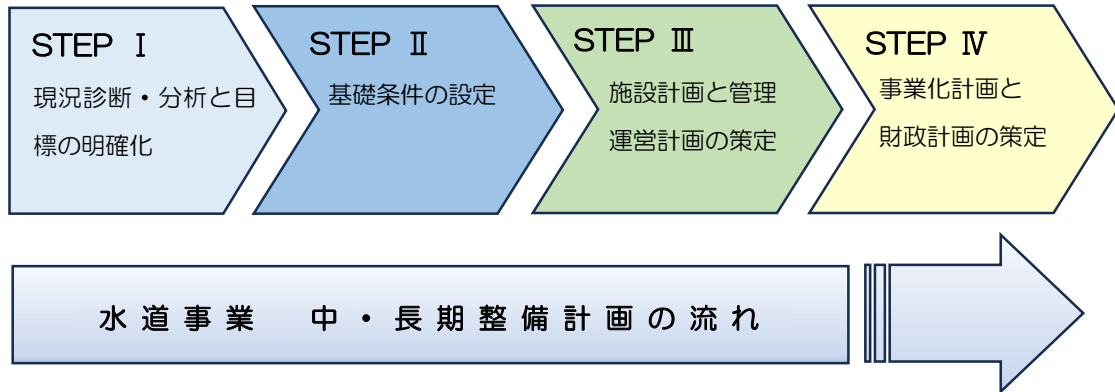 STEP Ⅰ
現況診断・分析と目
標の明確化
STEP Ⅱ
基礎条件の設定
STEP Ⅲ
施設計画と管理
運営計画の策定
STEP Ⅳ
事業化計画と
財政計画の策定
水道事業　中・長期整備計画の流れ